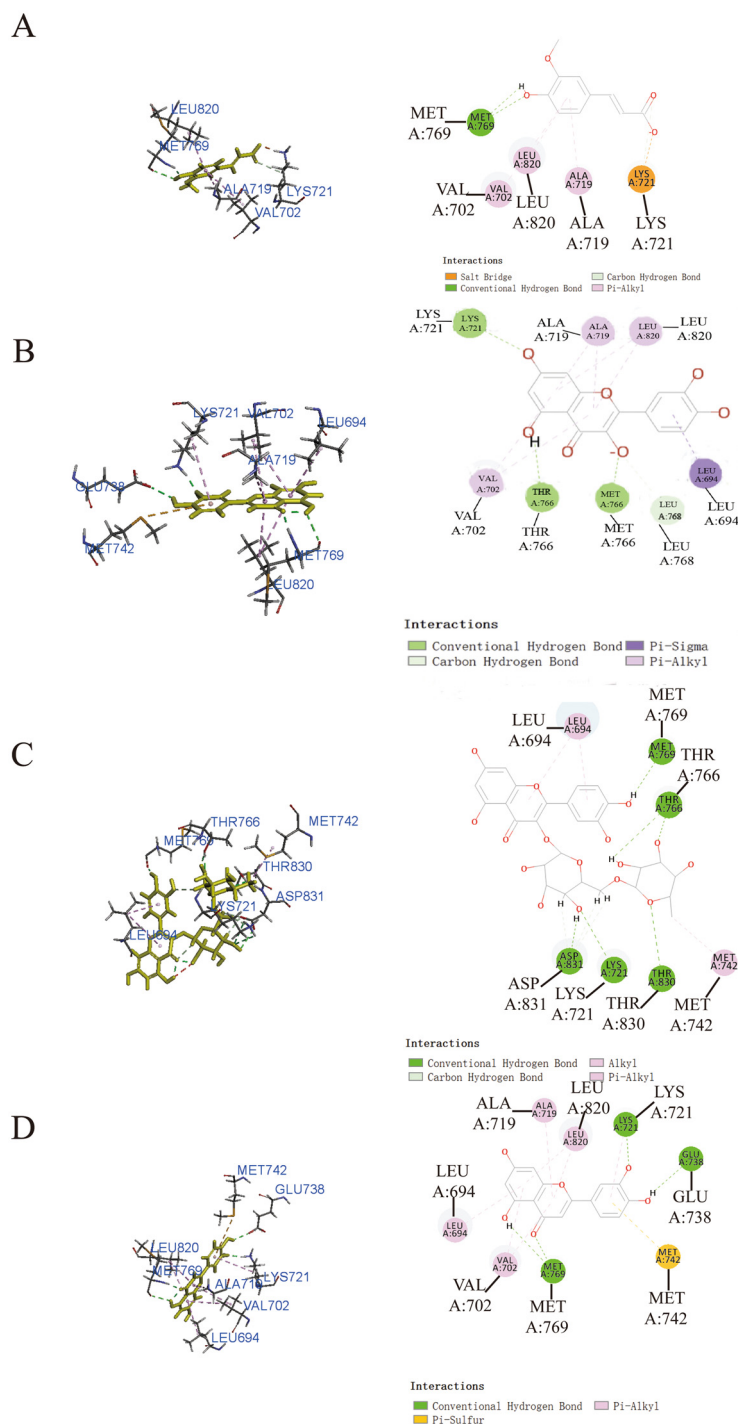 A
LEU820
MET769
ALA719
LYS721
VAL702
H
O
O
O
O
MET
769
MET
A:769
VAL
A:702
VAL
A:702
LEU
A:820
LEU
A:820
ALA
A:719
ALA
A:719
LYS
A:721
LYS
A:721
Interactions
Salt Bridge
Carbon Hydrogen Bond
Conventional Hydrogen Bond
Pi-Alkyl
B
LYS721
VAL702
LEU694
ALA719
GLU738
MET742
MET769
LEU820
LYS
A:721
LYS
A:721
ALA
A:719
ALA
A:719
LEU
A:820
LEU
A:820
O
O
O
O
O
O
O
H
VAL
A:702
VAL
A:702
THR
A:766
THR
A:766
MET
A:766
MET
A:766
LEU
A:768
LEU
A:768
LEU
A:694
LEU
A:694
Interactions
Conventional Hydrogen Bond
Pi-Sigma
Carbon Hydrogen Bond
Pi-Alkyl
C
THR766
MET742
MET769
THR830
ASP831
LYS721
LEU694
LEU
A:694
LEU
A:694
MET
A:769
MET
A:769
THR
A:766
THR
A:766
ASP
A:831
ASP
A:831
LYS
A:721
LYS
A:721
THR
A:830
THR
A:830
MET
A:742
MET
A:742
Interactions
Conventional Hydrogen Bond
Alkyl
Carbon Hydrogen Bond
Pi-Alkyl
D
MET742
GLU738
LEU820
MET769
LYS721
ALA719
VAL702
LEU694
ALA
A:719
ALA
A:719
LEU
A:820
LEU
A:820
LYS
A:721
LYS
A:721
GLU
A:738
GLU
A:738
LEU
A:694
LEU
A:694
VAL
A:702
VAL
A:702
MET
A:769
MET
A:769
MET
A:742
MET
A:742
Interactions
Conventional Hydrogen Bond
Pi-Alkyl
Pi-Sulfur